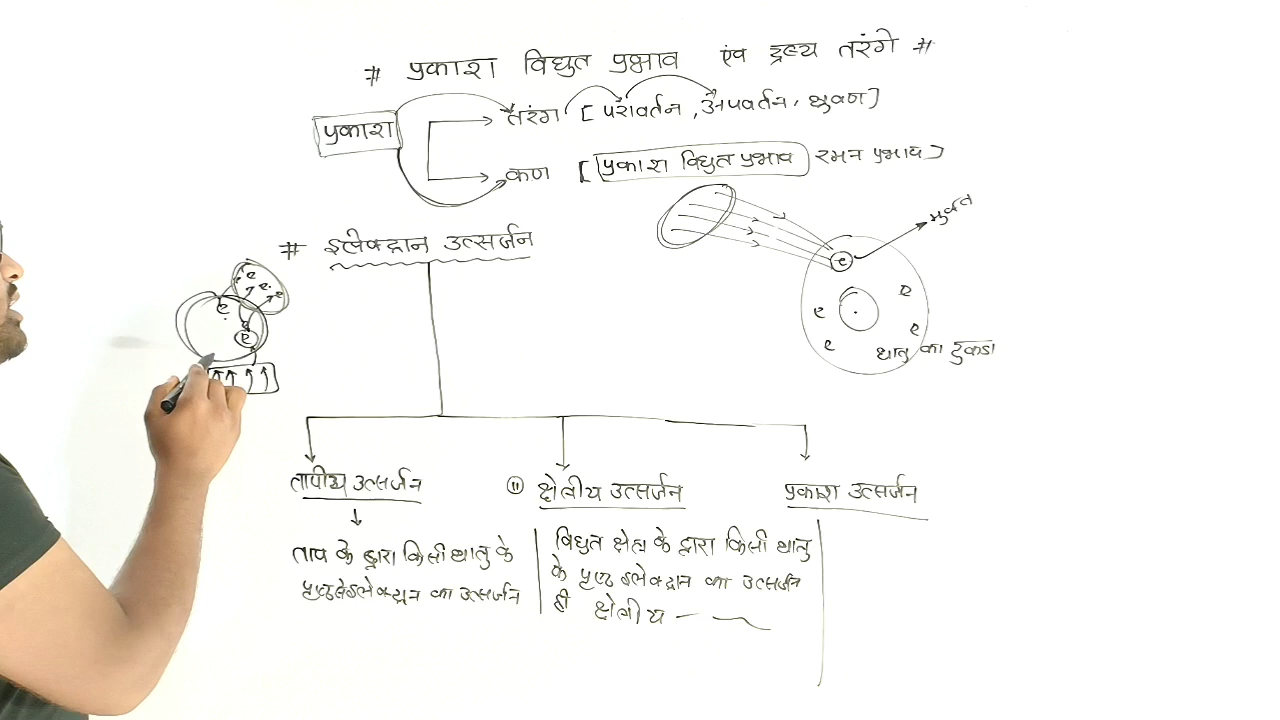 # प्रकाश विधुत प्रभाव एंव द्रव्य तरंगे #
प्रकाश
तरंग [परावर्तन, अपवर्तन, ध्रुवण]
कण [प्रकाश विधुत प्रभाव रमन प्रभाव]
# इलेक्ट्रान उत्सर्जन
मुक्त
e
e e e
e
e
e
e
e
e
e
धातु का टुकडा
तापीय उत्सर्जन
(ii) क्षेत्रीय उत्सर्जन
प्रकाश उत्सर्जन
ताप के द्वारा किसी धातु के
पृष्ठ से इलेक्ट्रान का उत्सर्जन
विधुत क्षेत्र के द्वारा किसी धातु
के पृष्ठ इलेक्ट्रान का उत्सर्जन
ही क्षेत्रीय —